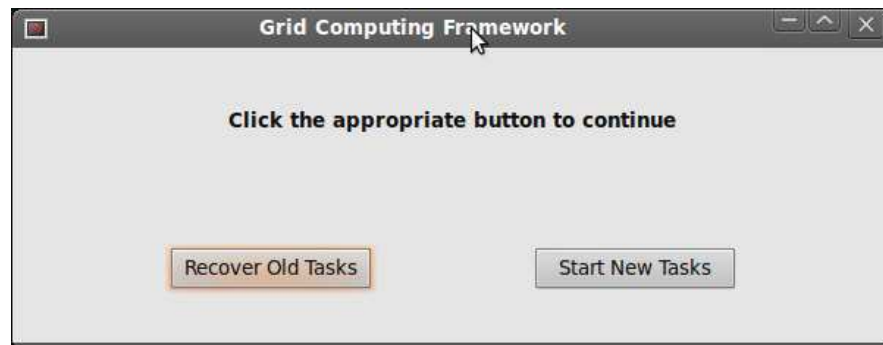 Grid Computing Framework
Click the appropriate button to continue
Recover Old Tasks
Start New Tasks